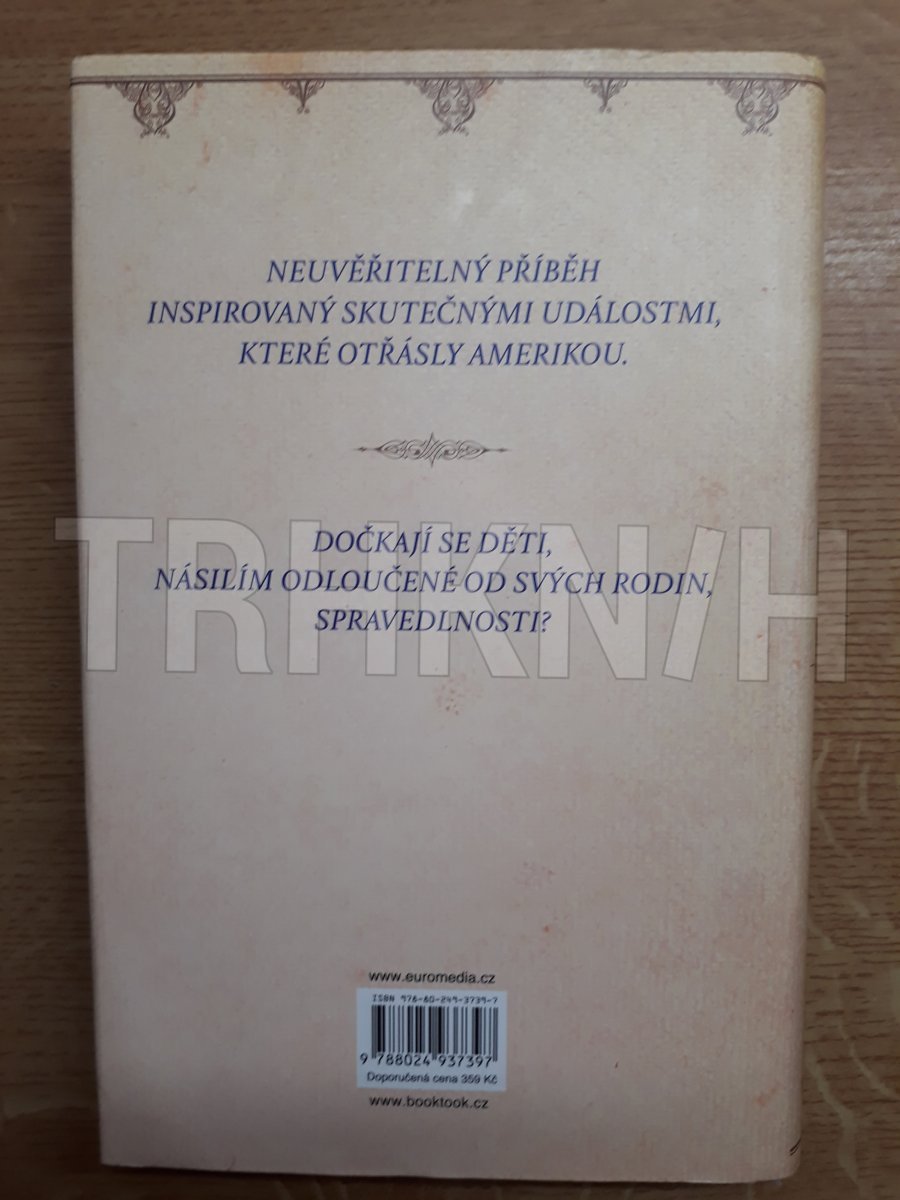 NEUVĚŘITELNÝ PŘÍBĚH
INSPIROVANÝ SKUTEČNÝMI UDÁLOSTMI,
KTERÉ OTŘÁSLY AMERIKOU.
DOČKAJÍ SE DĚTI,
NÁSILÍM ODLOUČENÉ OD SVÝCH RODIN,
SPRAVEDLNOSTI?
TRHKN/H
www.euromedia.cz
ISBN 978-80-249-3739-7
9 788024 937397
Doporučená cena 359 Kč
www.booktook.cz